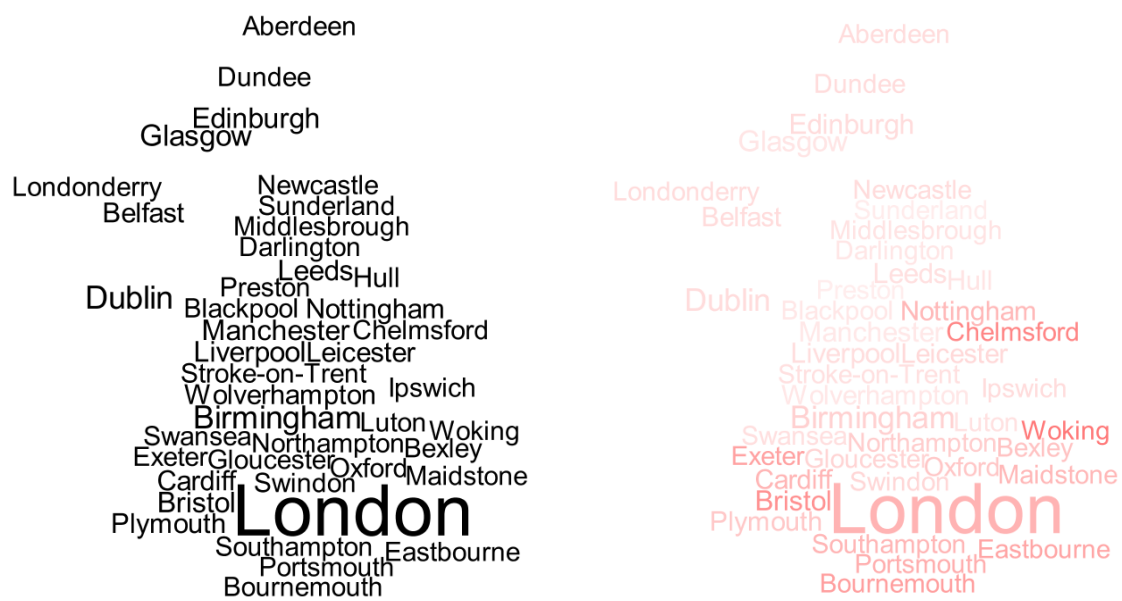 Aberdeen
Dundee
Edinburgh
Glasgow
Londonderry
Newcastle
Belfast
Sunderland
Middlesbrough
Darlington
Leeds
Hull
Preston
Dublin
Blackpool
Nottingham
Manchester
Chelmsford
Liverpool
Leicester
Stroke-on-Trent
Wolverhampton
Ipswich
Birmingham
Luton
Woking
Swansea
Northampton
Bexley
Exeter
Gloucester
Oxford
Maidstone
Cardiff
Swindon
Bristol
London
Plymouth
Southampton
Eastbourne
Portsmouth
Bournemouth
Aberdeen
Dundee
Edinburgh
Glasgow
Londonderry
Newcastle
Belfast
Sunderland
Middlesbrough
Darlington
Leeds
Hull
Preston
Dublin
Blackpool
Nottingham
Manchester
Chelmsford
Liverpool
Leicester
Stroke-on-Trent
Wolverhampton
Ipswich
Birmingham
Luton
Woking
Swansea
Northampton
Bexley
Exeter
Gloucester
Oxford
Maidstone
Cardiff
Swindon
Bristol
London
Plymouth
Southampton
Eastbourne
Portsmouth
Bournemouth